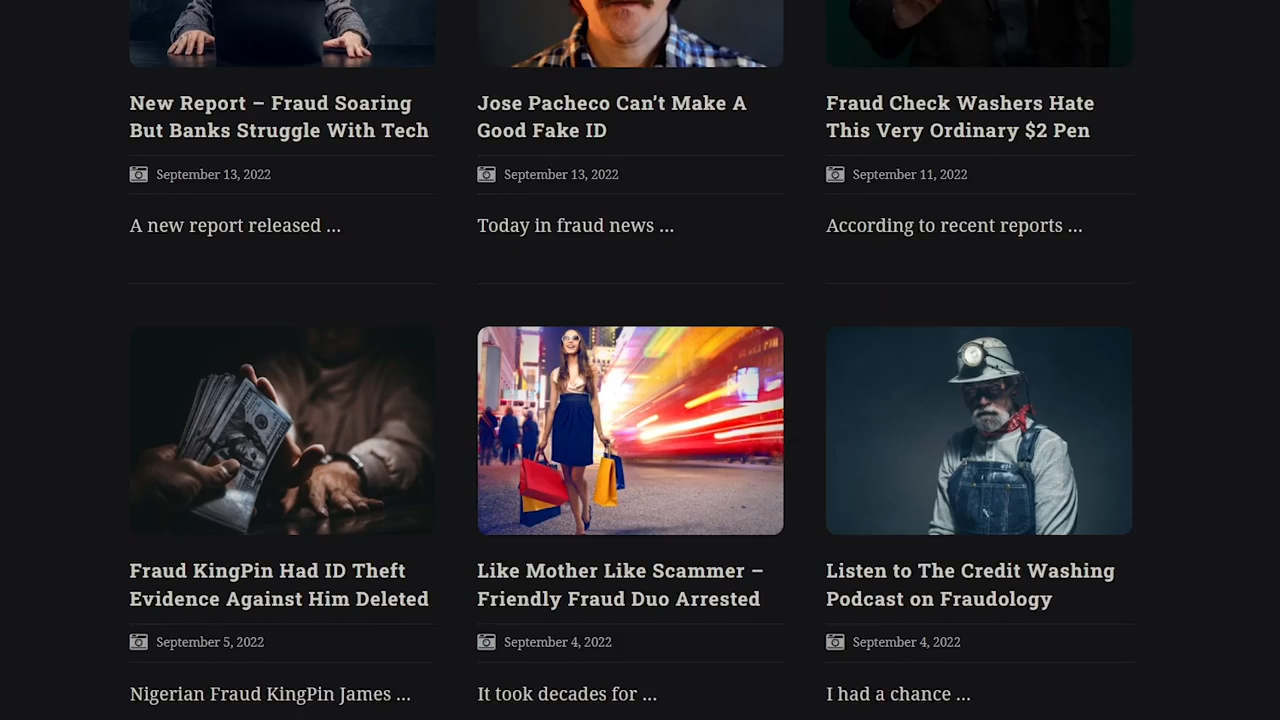 New Report – Fraud Soaring
But Banks Struggle With Tech
September 13, 2022
A new report released ...
Jose Pacheco Can't Make A
Good Fake ID
September 13, 2022
Today in fraud news ...
Fraud Check Washers Hate
This Very Ordinary $2 Pen
September 11, 2022
According to recent reports ...
Fraud KingPin Had ID Theft
Evidence Against Him Deleted
September 5, 2022
Nigerian Fraud KingPin James ...
Like Mother Like Scammer –
Friendly Fraud Duo Arrested
September 4, 2022
It took decades for ...
Listen to The Credit Washing
Podcast on Fraudology
September 4, 2022
I had a chance ...